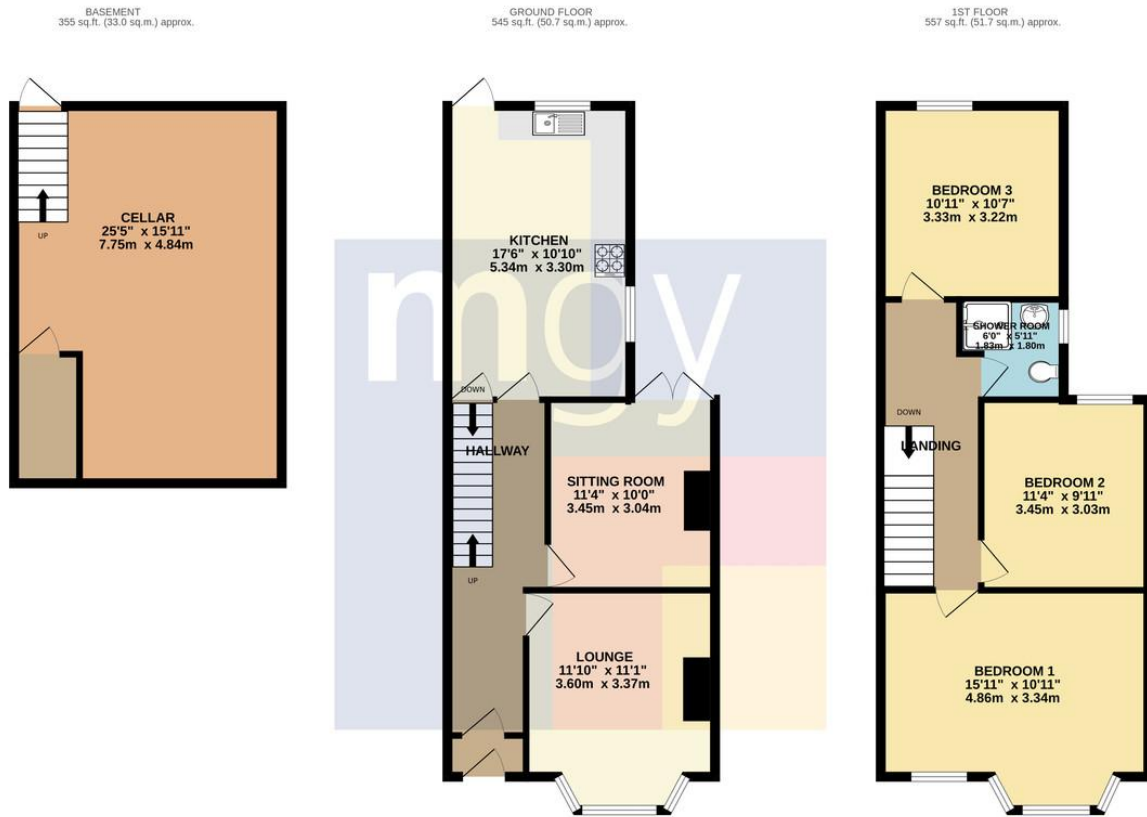 BASEMENT
355 sq.ft. (33.0 sq.m.) approx.
GROUND FLOOR
545 sq.ft. (50.7 sq.m.) approx.
1ST FLOOR
557 sq.ft. (51.7 sq.m.) approx.
CELLAR
25'5" x 15'11"
7.75m x 4.84m
UP
KITCHEN
17'6" x 10'10"
5.34m x 3.30m
mgy
DOWN
HALLWAY
UP
SITTING ROOM
11'4" x 10'0"
3.45m x 3.04m
LOUNGE
11'10" x 11'1"
3.60m x 3.37m
BEDROOM 3
10'11" x 10'7"
3.33m x 3.22m
SHOWER ROOM
6'0" x 5'11"
1.83m x 1.80m
DOWN
LANDING
BEDROOM 2
11'4" x 9'11"
3.45m x 3.03m
BEDROOM 1
15'11" x 10'11"
4.86m x 3.34m